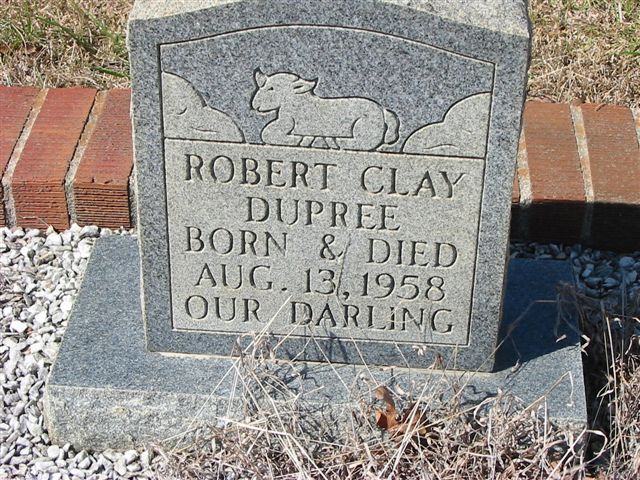 ROBERT CLAY
DUPREE
BORN & DIED
AUG. 13, 1958
OUR DARLING